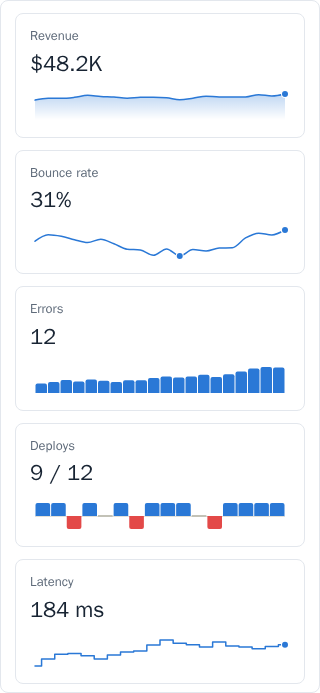 Revenue
$48.2K
Bounce rate
31%
Errors
12
Deploys
9 / 12
Latency
184 ms